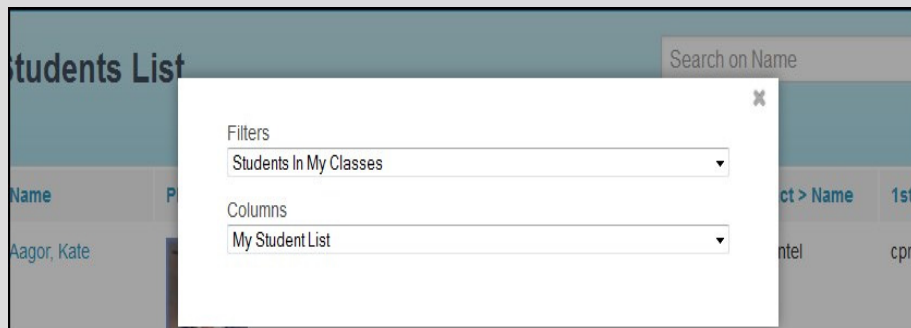 Students List
Search on Name
Filters
Students In My Classes
Columns
My Student List
Name
ct > Name
1st
Aagor, Kate
ntel
cpr